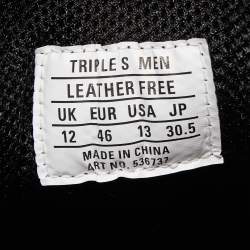 TRIPLE S MEN
LEATHER FREE
UK EUR USA JP
12 46 13 30.5
MADE IN CHINA
ART NO. 536737